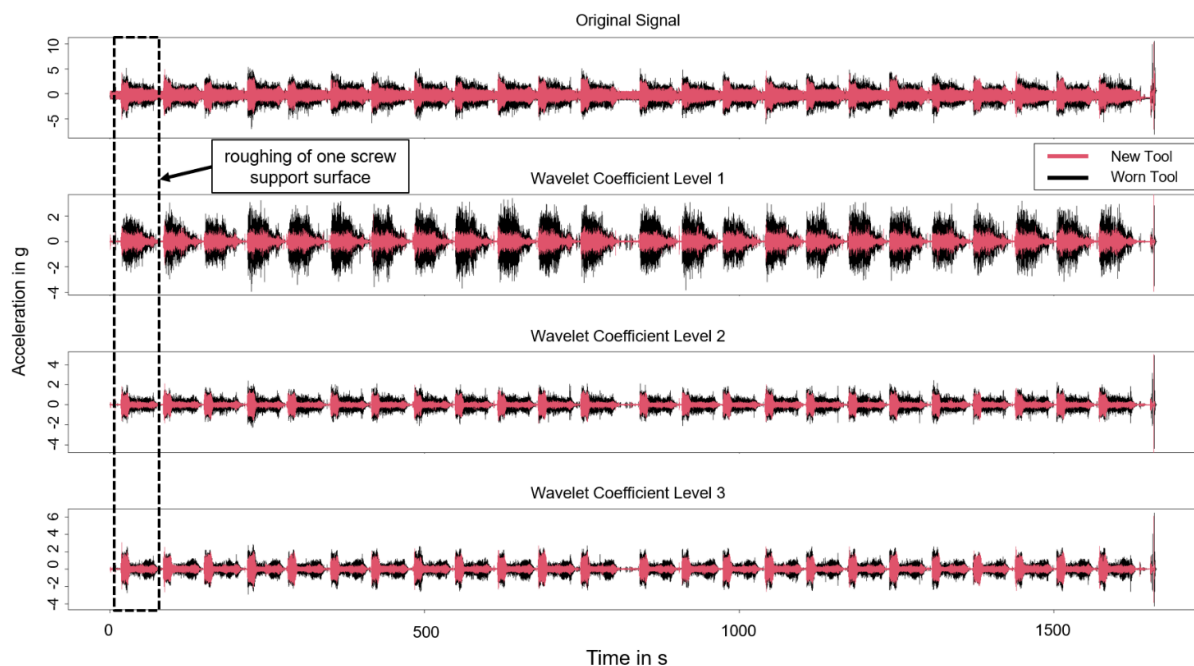 Original Signal
10
5
0
-5
roughing of one screw
support surface
New Tool
Worn Tool
Wavelet Coefficient Level 1
2
0
-2
-4
Acceleration in g
Wavelet Coefficient Level 2
4
2
0
-2
-4
Wavelet Coefficient Level 3
6
4
2
0
-2
-4
0
500
1000
1500
Time in s